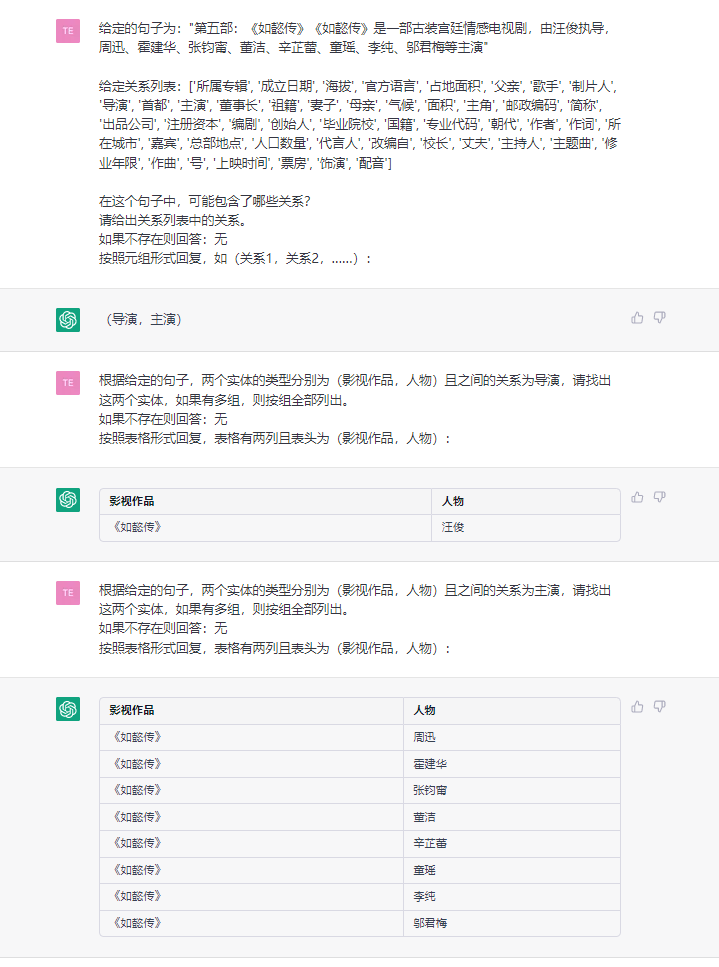 TE
给定的句子为："第五部：《如懿传》《如懿传》是一部古装宫廷情感电视剧，由汪俊执导，
周迅、霍建华、张钧甯、董洁、辛芷蕾、童瑶、李纯、邬君梅等主演"
给定关系列表：['所属专辑', '成立日期', '海拔', '官方语言', '占地面积', '父亲', '歌手', '制片人',
'导演', '首都', '主演', '董事长', '祖籍', '妻子', '母亲', '气候', '面积', '主角', '邮政编码', '简称',
'出品公司', '注册资本', '编剧', '创始人', '毕业院校', '国籍', '专业代码', '朝代', '作者', '作词', '所
在城市', '嘉宾', '总部地点', '人口数量', '代言人', '改编自', '校长', '丈夫', '主持人', '主题曲', '修
业年限', '作曲', '号', '上映时间', '票房', '饰演', '配音']
在这个句子中，可能包含了哪些关系？
请给出关系列表中的关系。
如果不存在则回答：无
按照元组形式回复，如（关系1，关系2，......）：
（导演，主演）
TE
根据给定的句子，两个实体的类型分别为（影视作品，人物）且之间的关系为导演，请找出
这两个实体，如果有多组，则按组全部列出。
如果不存在则回答：无
按照表格形式回复，表格有两列且表头为（影视作品，人物）：
影视作品 人物
《如懿传》 汪俊
TE
根据给定的句子，两个实体的类型分别为（影视作品，人物）且之间的关系为主演，请找出
这两个实体，如果有多组，则按组全部列出。
如果不存在则回答：无
按照表格形式回复，表格有两列且表头为（影视作品，人物）：
影视作品 人物
《如懿传》 周迅
《如懿传》 霍建华
《如懿传》 张钧甯
《如懿传》 董洁
《如懿传》 辛芷蕾
《如懿传》 童瑶
《如懿传》 李纯
《如懿传》 邬君梅